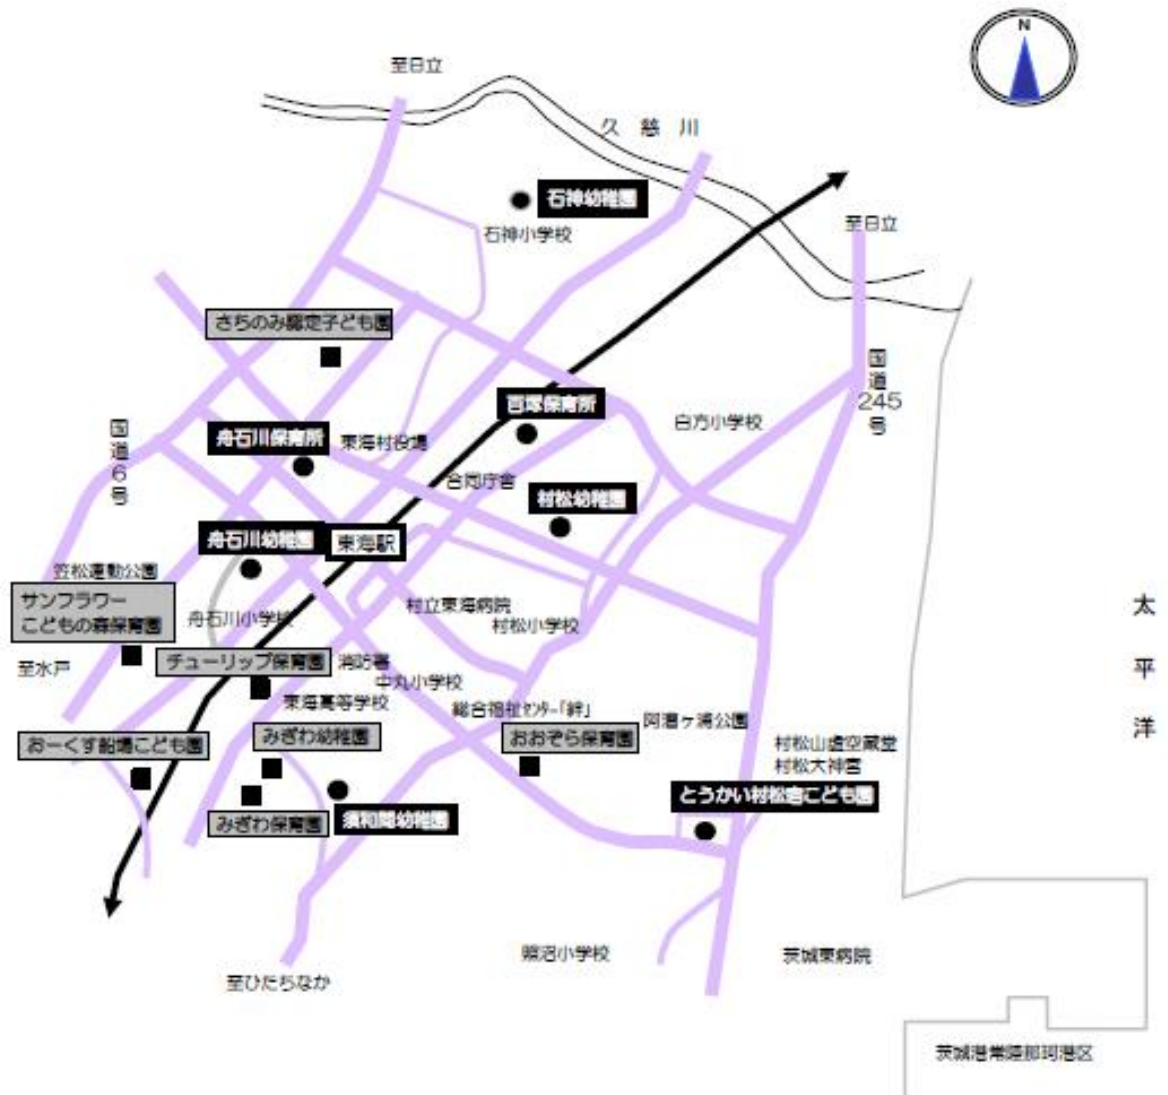 N
至日立
久慈川
石神幼稚園
石神小学校
至日立
さちのみ認定子ども園
国道245号
百塚保育所
白方小学校
国道6号
舟石川保育所
東海村役場
合同庁舎
村松幼稚園
舟石川幼稚園
東海駅
笠松運動公園
サンフラワー
こどもの森保育園
舟石川小学校
村立東海病院
村松小学校
太平洋
至水戸
チューリップ保育園
消防署
中丸小学校
東海高等学校
総合福祉ｾﾝﾀｰ「絆」
阿漕ヶ浦公園
おーくす船場こども園
みぎわ幼稚園
おおぞら保育園
村松山虚空蔵堂
村松大神宮
とうかい村松宿こども園
みぎわ保育園
須和間幼稚園
照沼小学校
茨城東病院
至ひたちなか
茨城港常陸那珂港区